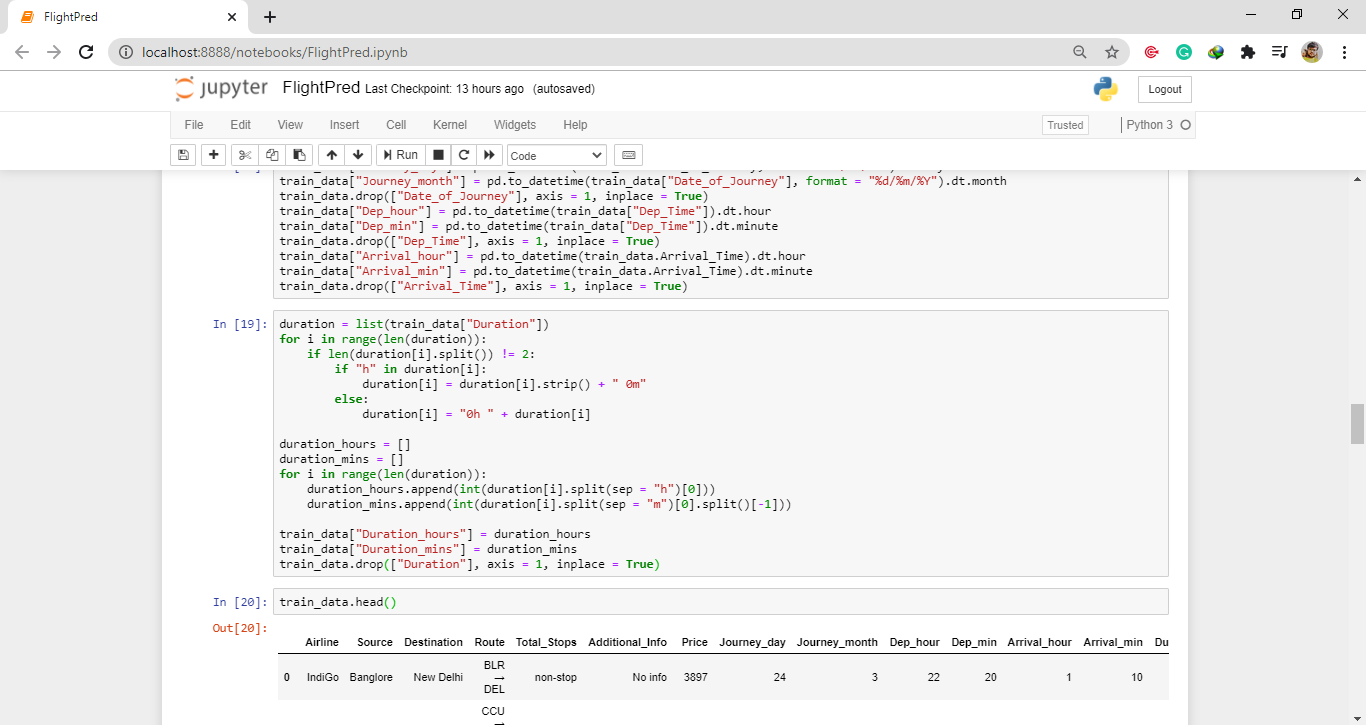 FlightPred
localhost:8888/notebooks/FlightPred.ipynb
jupyter FlightPred Last Checkpoint: 13 hours ago (autosaved)
Logout
File Edit View Insert Cell Kernel Widgets Help
Trusted Python 3
Run Code
train_data["Journey_month"] = pd.to_datetime(train_data["Date_of_Journey"], format = "%d/%m/%Y").dt.month
train_data.drop(["Date_of_Journey"], axis = 1, inplace = True)
train_data["Dep_hour"] = pd.to_datetime(train_data["Dep_Time"]).dt.hour
train_data["Dep_min"] = pd.to_datetime(train_data["Dep_Time"]).dt.minute
train_data.drop(["Dep_Time"], axis = 1, inplace = True)
train_data["Arrival_hour"] = pd.to_datetime(train_data.Arrival_Time).dt.hour
train_data["Arrival_min"] = pd.to_datetime(train_data.Arrival_Time).dt.minute
train_data.drop(["Arrival_Time"], axis = 1, inplace = True)
In [19]: duration = list(train_data["Duration"])
for i in range(len(duration)):
    if len(duration[i].split()) != 2:
        if "h" in duration[i]:
            duration[i] = duration[i].strip() + " 0m"
        else:
            duration[i] = "0h " + duration[i]
duration_hours = []
duration_mins = []
for i in range(len(duration)):
    duration_hours.append(int(duration[i].split(sep = "h")[0]))
    duration_mins.append(int(duration[i].split(sep = "m")[0].split()[-1]))
train_data["Duration_hours"] = duration_hours
train_data["Duration_mins"] = duration_mins
train_data.drop(["Duration"], axis = 1, inplace = True)
In [20]: train_data.head()
Out[20]:
Airline Source Destination Route Total_Stops Additional_Info Price Journey_day Journey_month Dep_hour Dep_min Arrival_hour Arrival_min Du
0 IndiGo Banglore New Delhi BLR → DEL non-stop No info 3897 24 3 22 20 1 10
CCU
→